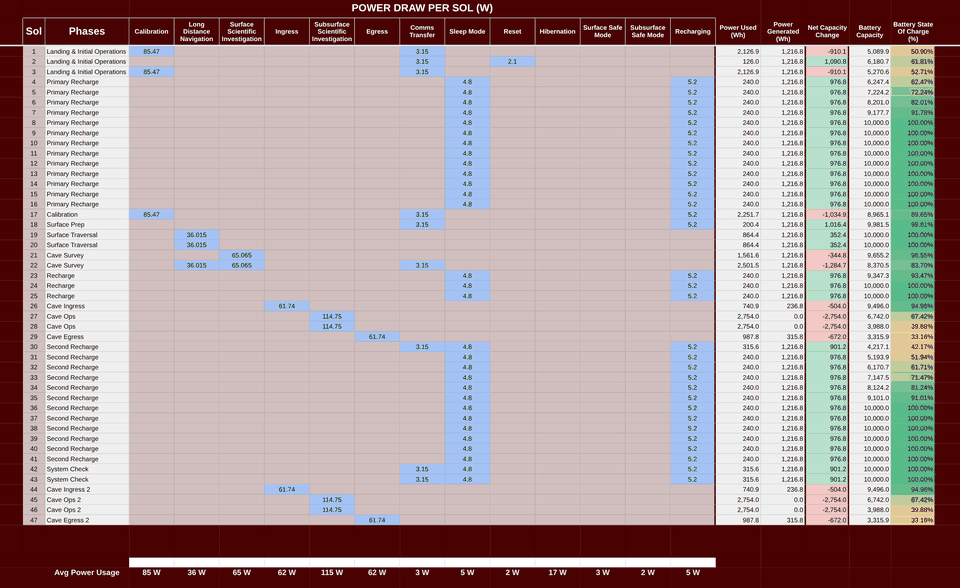 POWER DRAW PER SOL (W)
Sol Phases Calibration Long Distance Navigation Surface Scientific Investigation Ingress Subsurface Scientific Investigation Egress Comms Transfer Sleep Mode Reset Hibernation Surface Safe Mode Subsurface Safe Mode Recharging Power Used (Wh) Power Generated (Wh) Net Capacity Change Battery Capacity Battery State Of Charge (%)
1 Landing & Initial Operations 85.47 3.15 2,126.9 1,216.8 -910.1 5,089.9 50.90%
2 Landing & Initial Operations 3.15 2.1 126.0 1,216.8 1,090.8 6,180.7 61.81%
3 Landing & Initial Operations 85.47 3.15 2,126.9 1,216.8 -910.1 5,270.6 52.71%
4 Primary Recharge 4.8 5.2 240.0 1,216.8 976.8 6,247.4 62.47%
5 Primary Recharge 4.8 5.2 240.0 1,216.8 976.8 7,224.2 72.24%
6 Primary Recharge 4.8 5.2 240.0 1,216.8 976.8 8,201.0 82.01%
7 Primary Recharge 4.8 5.2 240.0 1,216.8 976.8 9,177.7 91.78%
8 Primary Recharge 4.8 5.2 240.0 1,216.8 976.8 10,000.0 100.00%
9 Primary Recharge 4.8 5.2 240.0 1,216.8 976.8 10,000.0 100.00%
10 Primary Recharge 4.8 5.2 240.0 1,216.8 976.8 10,000.0 100.00%
11 Primary Recharge 4.8 5.2 240.0 1,216.8 976.8 10,000.0 100.00%
12 Primary Recharge 4.8 5.2 240.0 1,216.8 976.8 10,000.0 100.00%
13 Primary Recharge 4.8 5.2 240.0 1,216.8 976.8 10,000.0 100.00%
14 Primary Recharge 4.8 5.2 240.0 1,216.8 976.8 10,000.0 100.00%
15 Primary Recharge 4.8 5.2 240.0 1,216.8 976.8 10,000.0 100.00%
16 Primary Recharge 4.8 5.2 240.0 1,216.8 976.8 10,000.0 100.00%
17 Calibration 85.47 3.15 5.2 2,251.7 1,216.8 -1,034.9 8,965.1 89.65%
18 Surface Prep 3.15 5.2 200.4 1,216.8 1,016.4 9,981.5 99.81%
19 Surface Traversal 36.015 864.4 1,216.8 352.4 10,000.0 100.00%
20 Surface Traversal 36.015 864.4 1,216.8 352.4 10,000.0 100.00%
21 Cave Survey 65.065 1,561.6 1,216.8 -344.8 9,655.2 96.55%
22 Cave Survey 36.015 65.065 3.15 2,501.5 1,216.8 -1,284.7 8,370.5 83.70%
23 Recharge 4.8 5.2 240.0 1,216.8 976.8 9,347.3 93.47%
24 Recharge 4.8 5.2 240.0 1,216.8 976.8 10,000.0 100.00%
25 Recharge 4.8 5.2 240.0 1,216.8 976.8 10,000.0 100.00%
26 Cave Ingress 61.74 740.9 236.8 -504.0 9,496.0 94.96%
27 Cave Ops 114.75 2,754.0 0.0 -2,754.0 6,742.0 67.42%
28 Cave Ops 114.75 2,754.0 0.0 -2,754.0 3,988.0 39.88%
29 Cave Egress 61.74 987.8 315.8 -672.0 3,315.9 33.16%
30 Second Recharge 3.15 4.8 5.2 315.6 1,216.8 901.2 4,217.1 42.17%
31 Second Recharge 4.8 5.2 240.0 1,216.8 976.8 5,193.9 51.94%
32 Second Recharge 4.8 5.2 240.0 1,216.8 976.8 6,170.7 61.71%
33 Second Recharge 4.8 5.2 240.0 1,216.8 976.8 7,147.5 71.47%
34 Second Recharge 4.8 5.2 240.0 1,216.8 976.8 8,124.2 81.24%
35 Second Recharge 4.8 5.2 240.0 1,216.8 976.8 9,101.0 91.01%
36 Second Recharge 4.8 5.2 240.0 1,216.8 976.8 10,000.0 100.00%
37 Second Recharge 4.8 5.2 240.0 1,216.8 976.8 10,000.0 100.00%
38 Second Recharge 4.8 5.2 240.0 1,216.8 976.8 10,000.0 100.00%
39 Second Recharge 4.8 5.2 240.0 1,216.8 976.8 10,000.0 100.00%
40 Second Recharge 4.8 5.2 240.0 1,216.8 976.8 10,000.0 100.00%
41 Second Recharge 4.8 5.2 240.0 1,216.8 976.8 10,000.0 100.00%
42 System Check 3.15 4.8 5.2 315.6 1,216.8 901.2 10,000.0 100.00%
43 System Check 3.15 4.8 5.2 315.6 1,216.8 901.2 10,000.0 100.00%
44 Cave Ingress 2 61.74 740.9 236.8 -504.0 9,496.0 94.96%
45 Cave Ops 2 114.75 2,754.0 0.0 -2,754.0 6,742.0 67.42%
46 Cave Ops 2 114.75 2,754.0 0.0 -2,754.0 3,988.0 39.88%
47 Cave Egress 2 61.74 987.8 315.8 -672.0 3,315.9 33.16%
Avg Power Usage 85 W 36 W 65 W 62 W 115 W 62 W 3 W 5 W 2 W 17 W 3 W 2 W 5 W